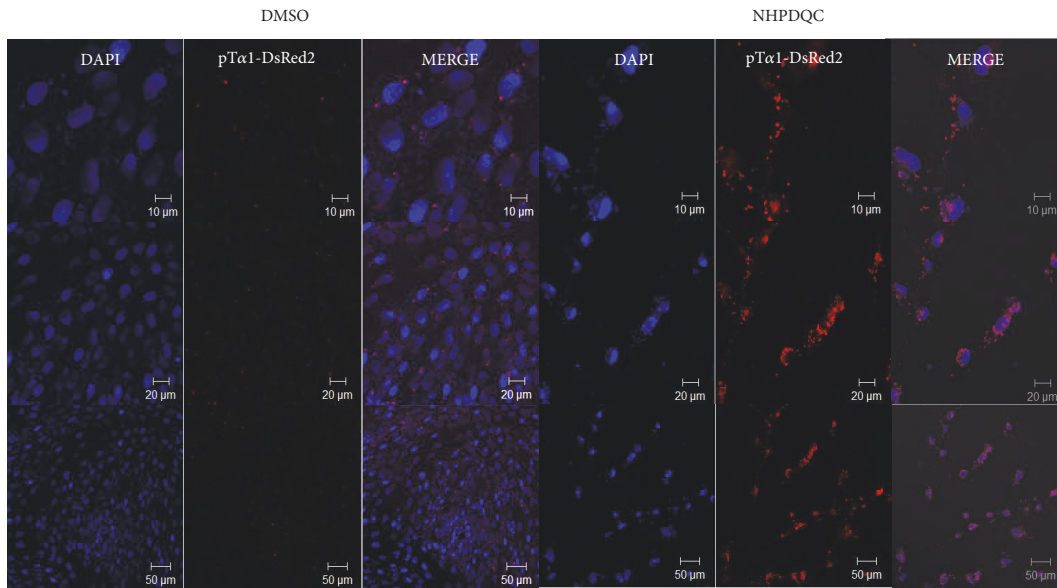 DMSO NHPDQC
DAPI pTα1-DsRed2 MERGE DAPI pTα1-DsRed2 MERGE
10 µm 10 µm 10 µm 10 µm 10 µm 10 µm
20 µm 20 µm 20 µm 20 µm 20 µm 20 µm
50 µm 50 µm 50 µm 50 µm 50 µm 50 µm